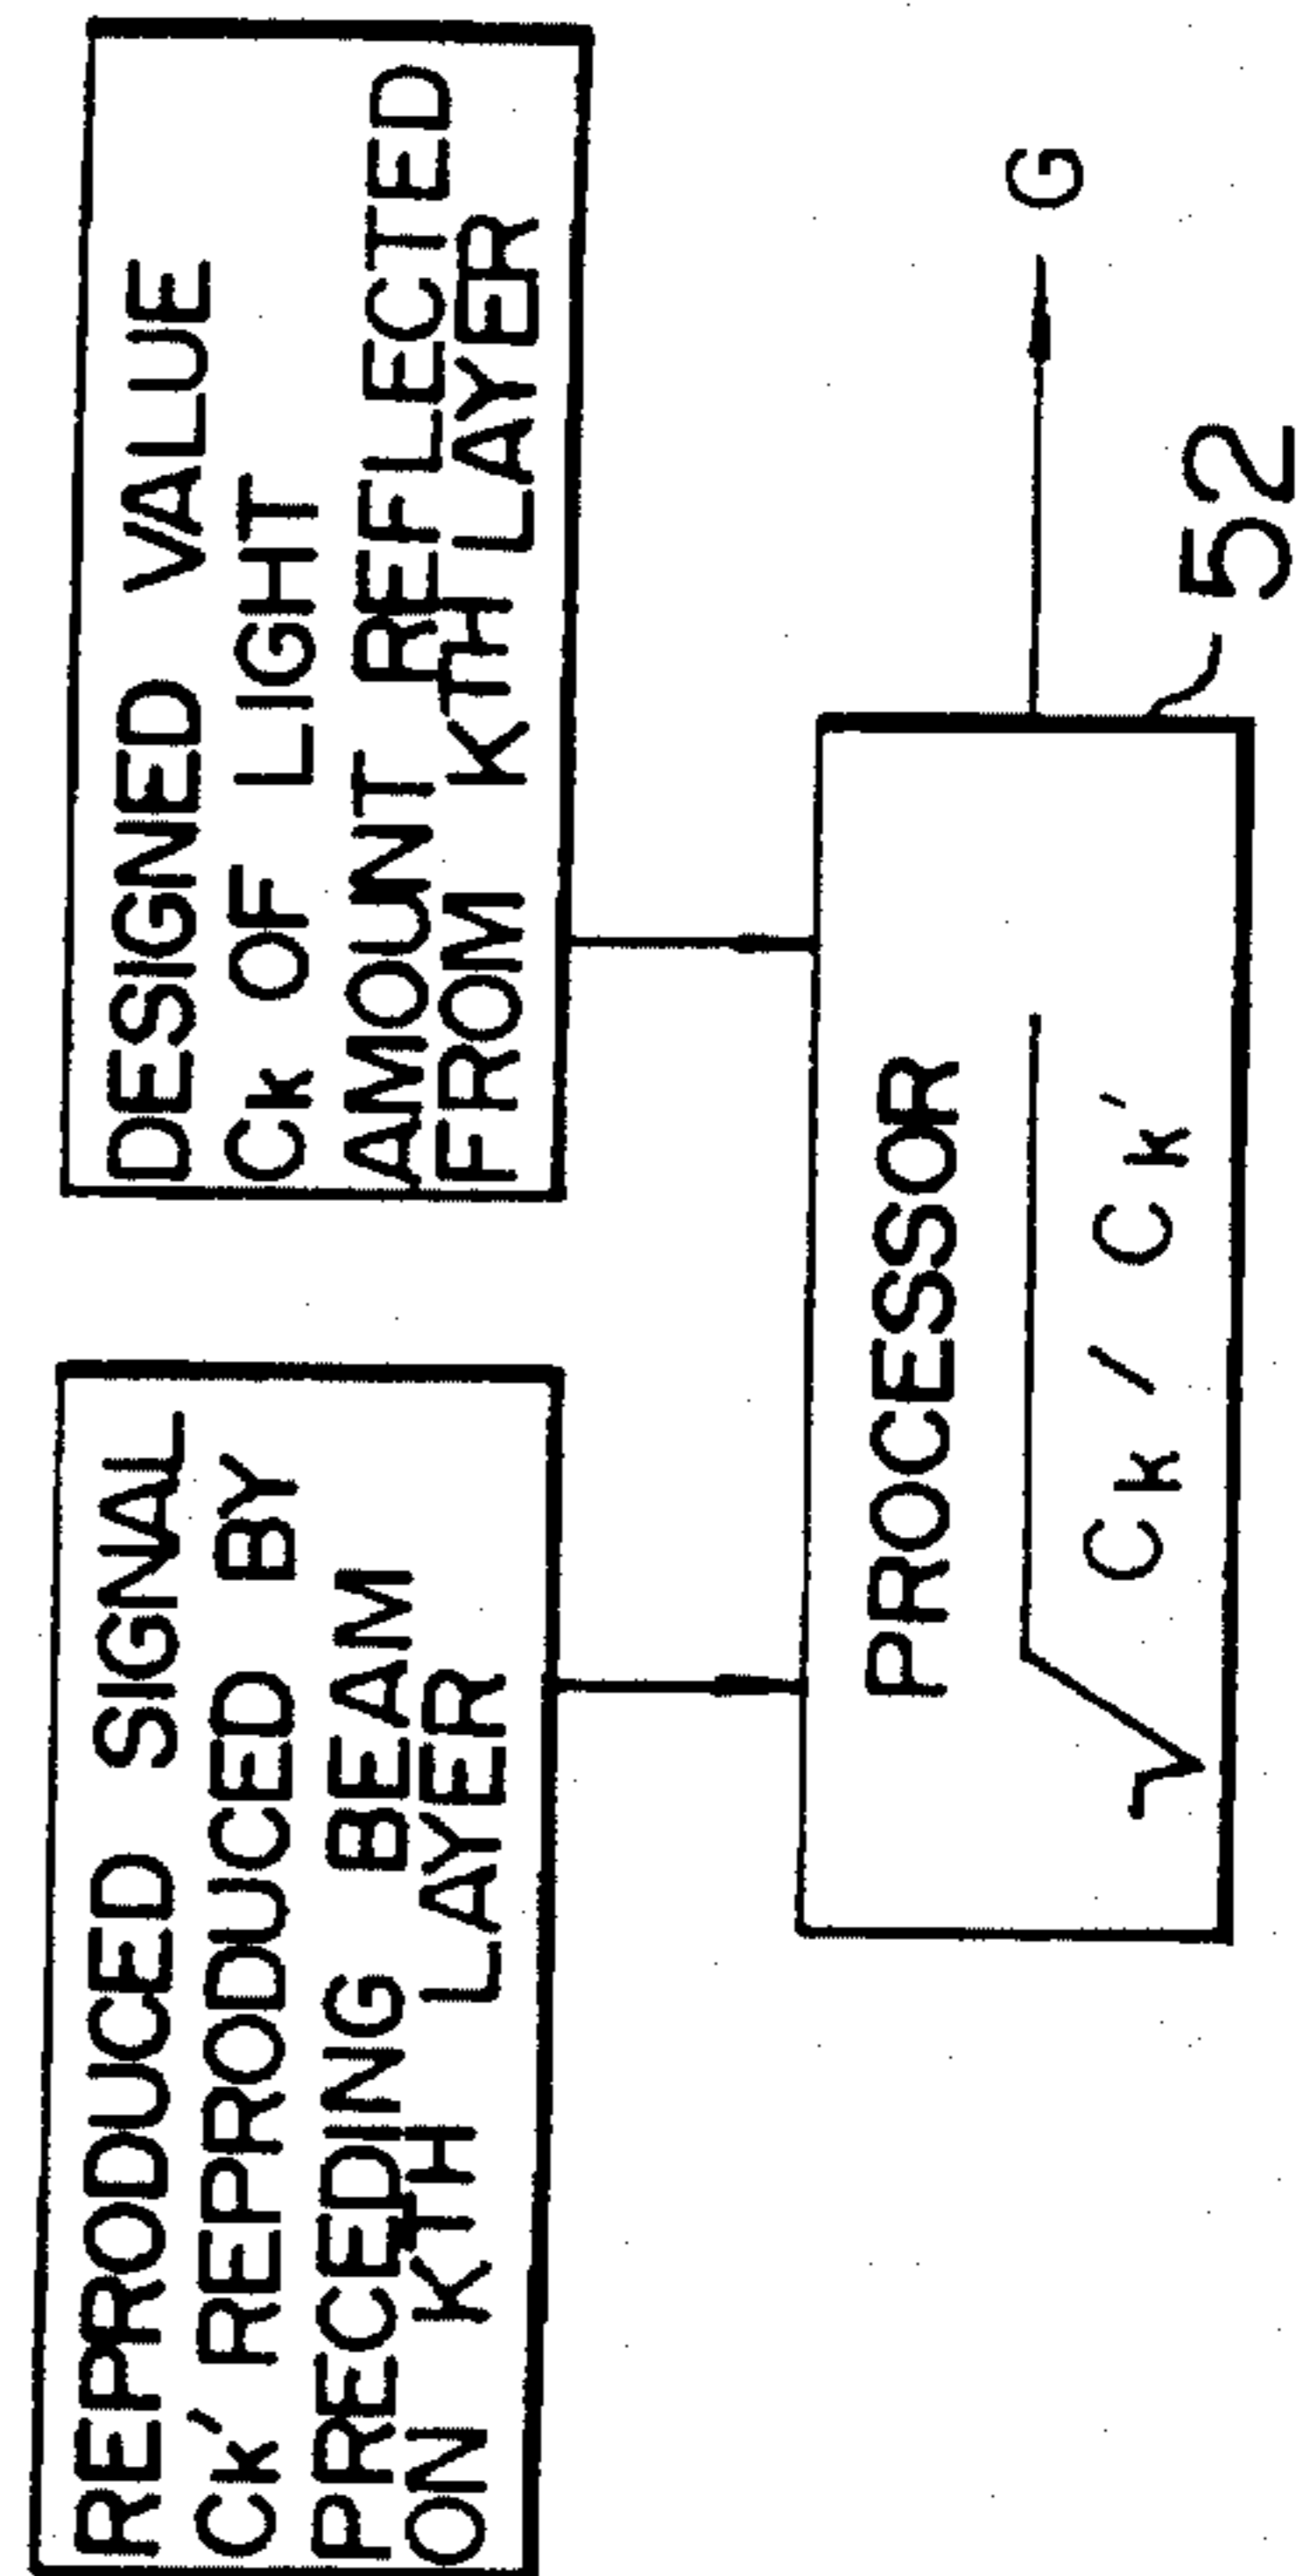 REPRODUCED SIGNAL
Ck' REPRODUCED BY
PRECEDING BEAM
ON KTH LAYER
DESIGNED VALUE
Ck OF LIGHT
AMOUNT REFLECTED
FROM KTH LAYER
PROCESSOR
√Ck / Ck'
G
52